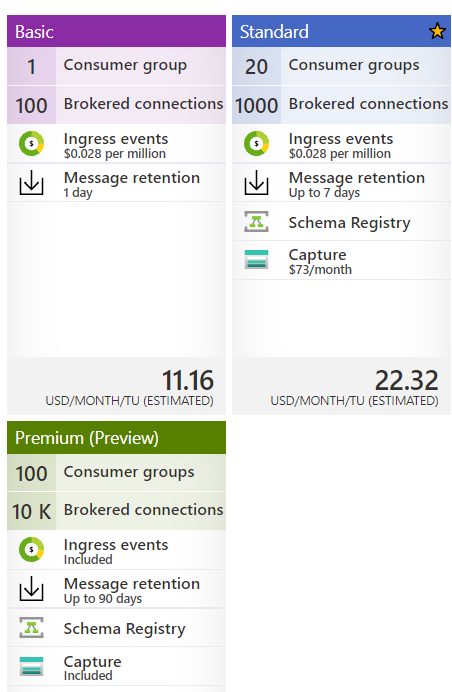 Basic
1 Consumer group
100 Brokered connections
$ Ingress events
$0.028 per million
Message retention
1 day
11.16
USD/MONTH/TU (ESTIMATED)
Standard
20 Consumer groups
1000 Brokered connections
$ Ingress events
$0.028 per million
Message retention
Up to 7 days
Schema Registry
Capture
$73/month
22.32
USD/MONTH/TU (ESTIMATED)
Premium (Preview)
100 Consumer groups
10 K Brokered connections
$ Ingress events
Included
Message retention
Up to 90 days
Schema Registry
Capture
Included